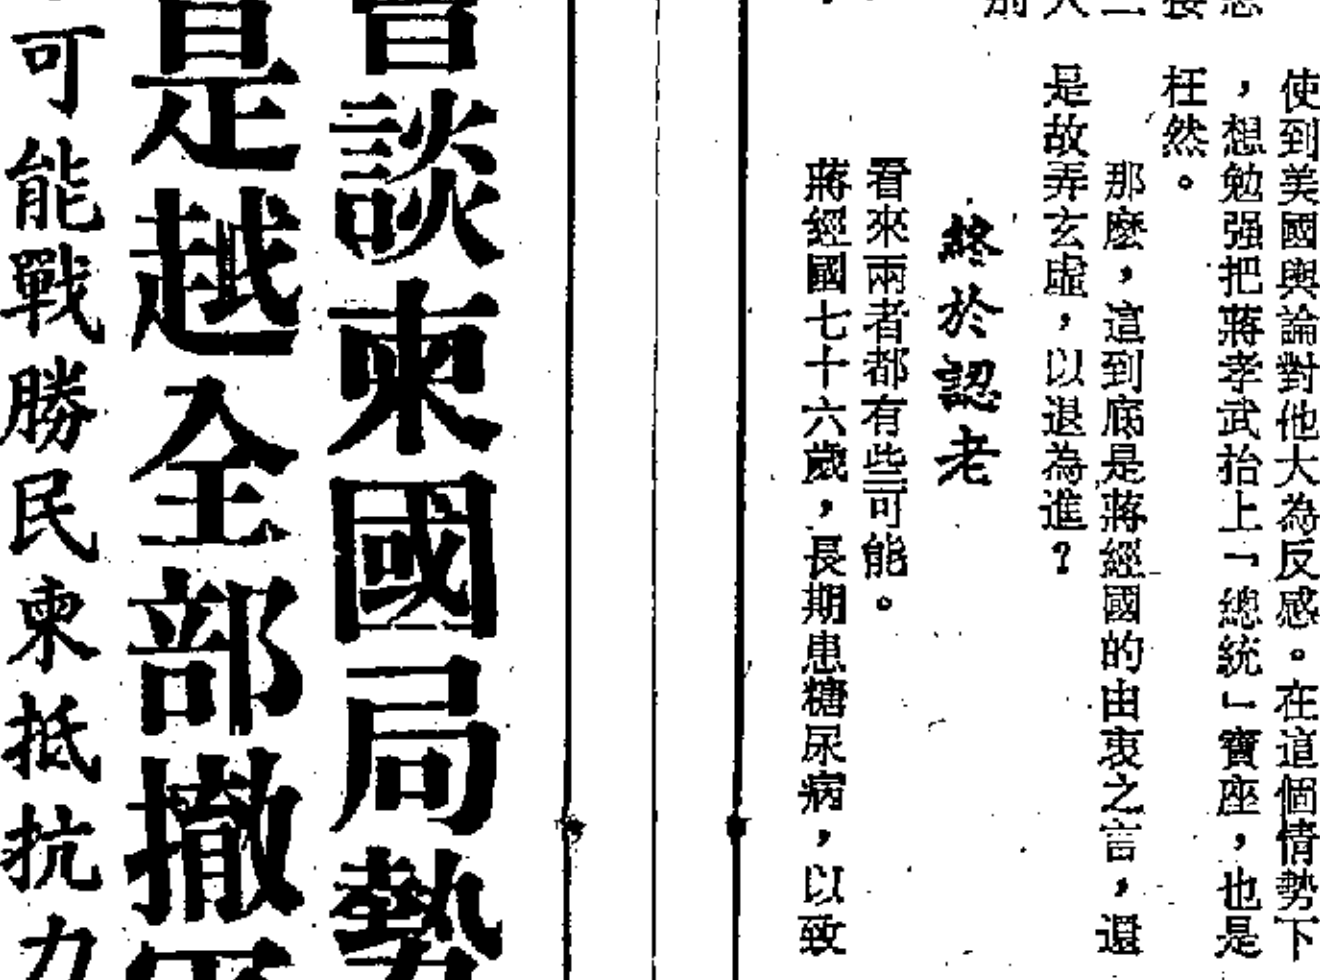 使到美國輿論對他大為反感。在這個情勢下
，想勉强把蔣孝武抬上「總統」寶座，也是
枉然。
那麽，這到底是蔣經國的由衷之言，還
是故弄玄虛，以退為進？
終於認老
看來兩者都有些可能。
蔣經國七十六歲，長期患糖尿病，以致
談柬國局勢
是越全部撤
可能戰勝民柬抵抗力